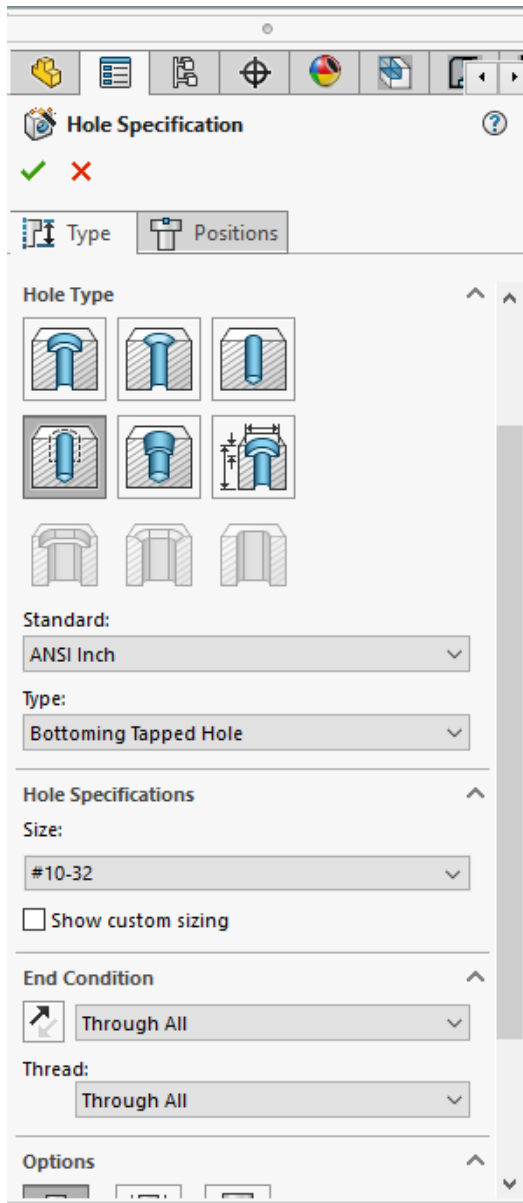 Hole Specification
Type
Positions
Hole Type
Standard:
ANSI Inch
Type:
Bottoming Tapped Hole
Hole Specifications
Size:
#10-32
Show custom sizing
End Condition
Through All
Thread:
Through All
Options